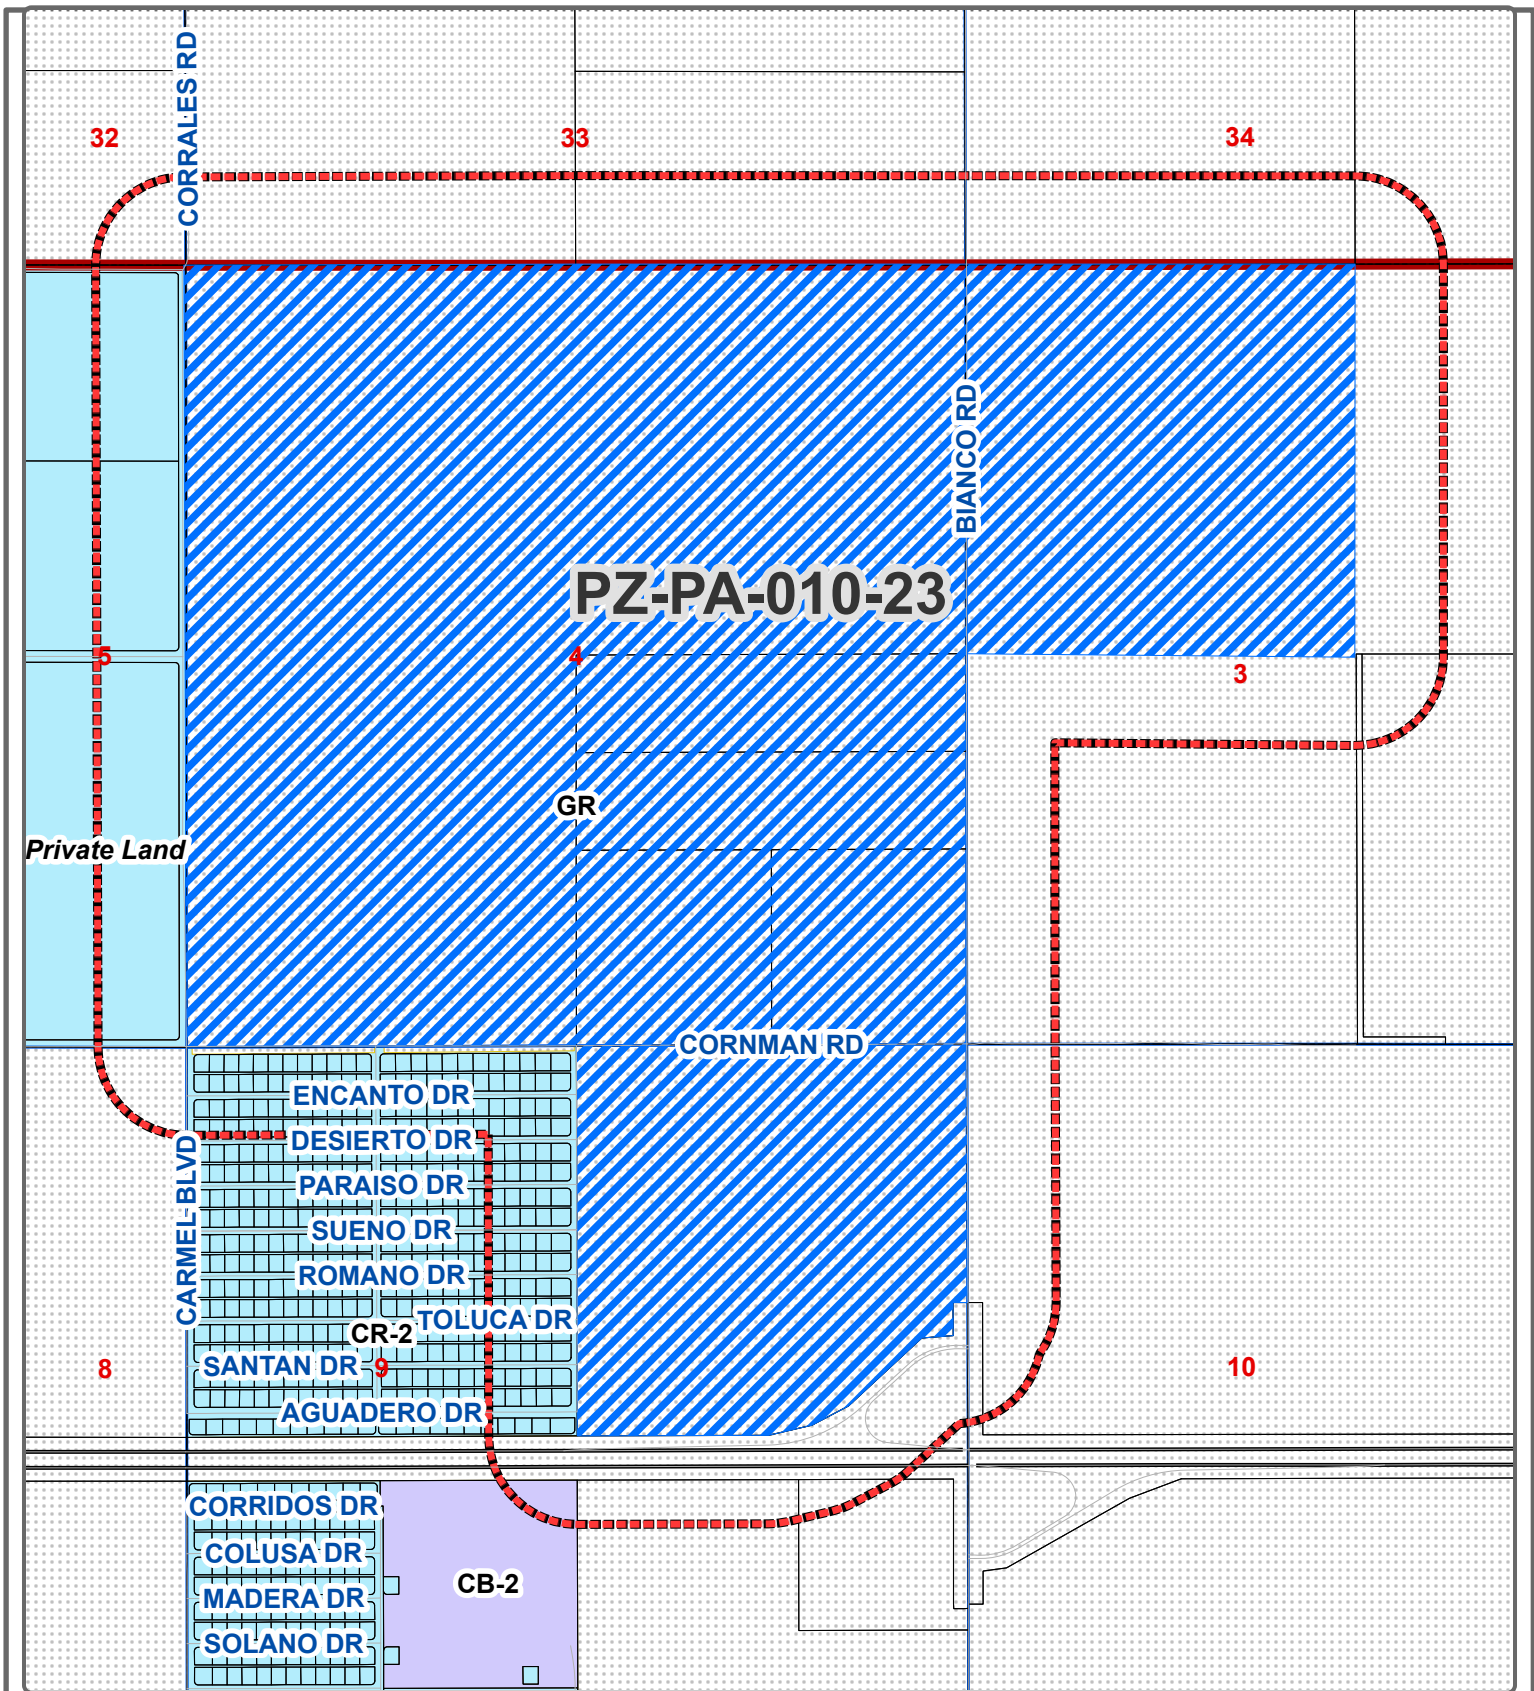 CORRALES RD
32
33
34
BIANCO RD
PZ-PA-010-23
5
4
3
GR
Private Land
CORNMAN RD
ENCANTO DR
DESIERTO DR
CARMEL BLVD
PARAISO DR
SUENO DR
ROMANO DR
TOLUCA DR
CR-2
8
SANTAN DR
9
10
AGUADERO DR
CORRIDOS DR
COLUSA DR
CB-2
MADERA DR
SOLANO DR